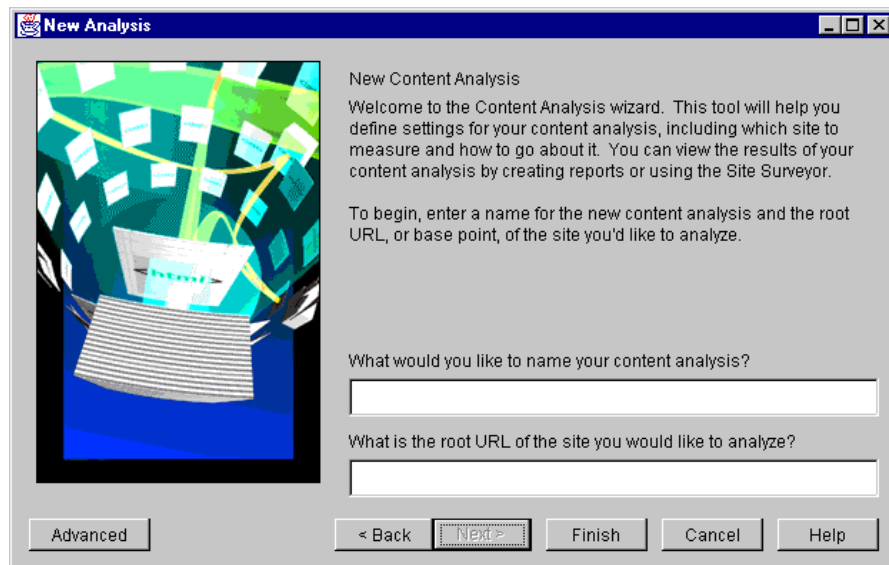 New Analysis
New Content Analysis
Welcome to the Content Analysis wizard. This tool will help you
define settings for your content analysis, including which site to
measure and how to go about it. You can view the results of your
content analysis by creating reports or using the Site Surveyor.
To begin, enter a name for the new content analysis and the root
URL, or base point, of the site you'd like to analyze.
<html>
What would you like to name your content analysis?
What is the root URL of the site you would like to analyze?
Advanced
< Back
Next >
Finish
Cancel
Help